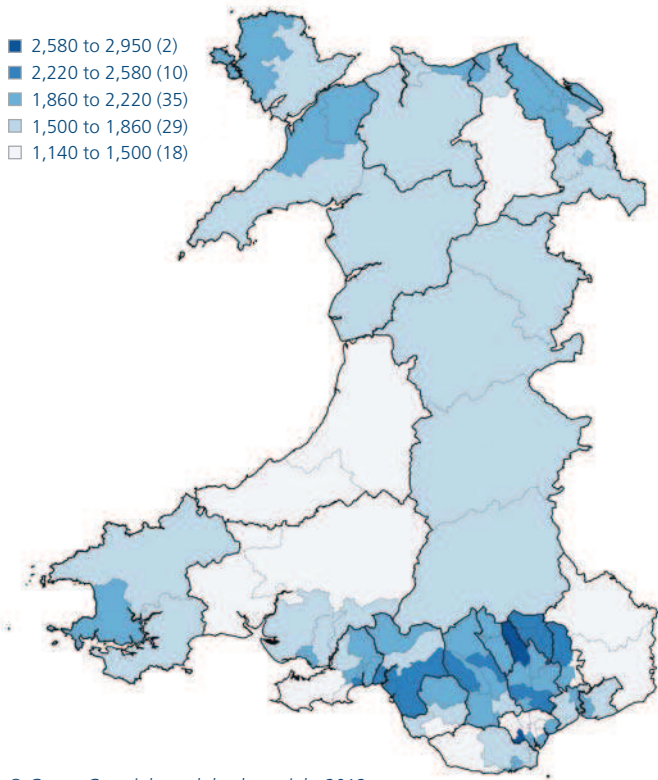 2,580 to 2,950 (2)
2,220 to 2,580 (10)
1,860 to 2,220 (35)
1,500 to 1,860 (29)
1,140 to 1,500 (18)